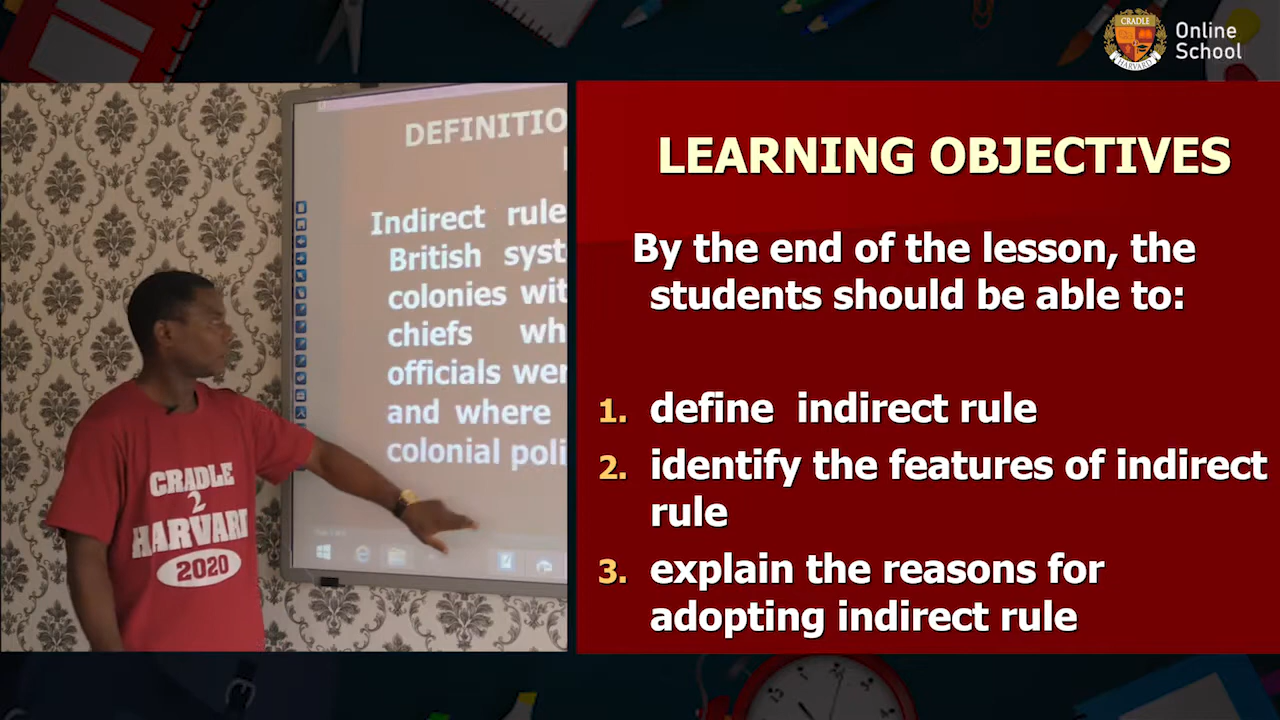 CRADLE
HARVARD
Online
School
DEFINITIO
Indirect rule
British syst
colonies wit
chiefs wh
officials wer
and where
colonial poli
CRADLE
2
HARVARD
2020
LEARNING OBJECTIVES
By the end of the lesson, the
students should be able to:
1. define indirect rule
2. identify the features of indirect
rule
3. explain the reasons for
adopting indirect rule